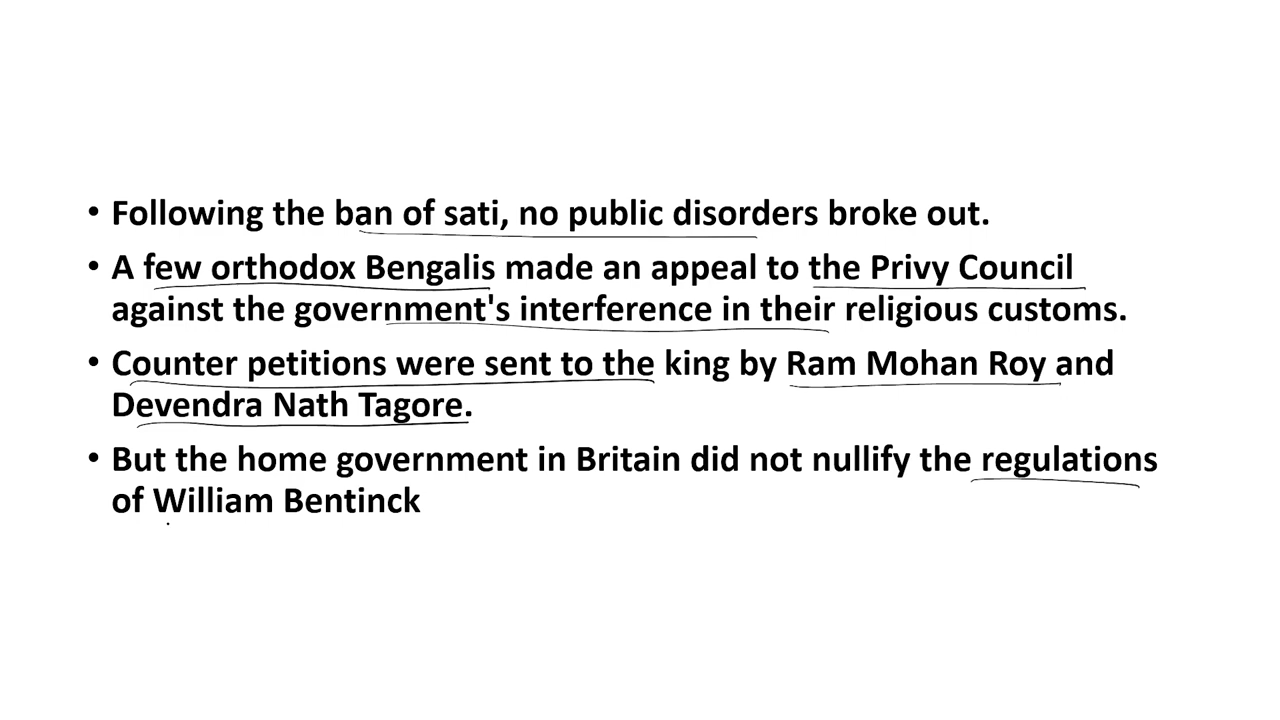 • Following the ban of sati, no public disorders broke out.
• A few orthodox Bengalis made an appeal to the Privy Council
against the government's interference in their religious customs.
• Counter petitions were sent to the king by Ram Mohan Roy and
Devendra Nath Tagore.
• But the home government in Britain did not nullify the regulations
of William Bentinck